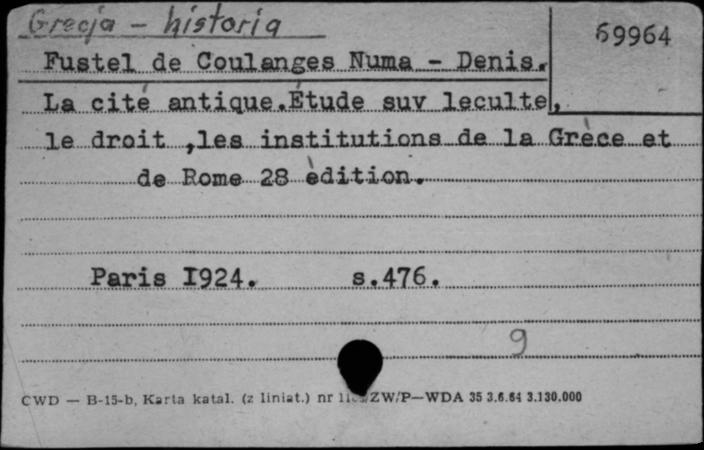 Grecja - historia
69964
Fustel de Coulanges Numa - Denis.
La cité antique.Étude suv leculte,
le droit ,les institutions de la Grèce et
de Rome 28 èdition.
Paris I924. s.476.
9
CWD — B-15-b, Karta katal. (z liniat.) nr ZW/P—WDA 35 3.6.64 3.130.000